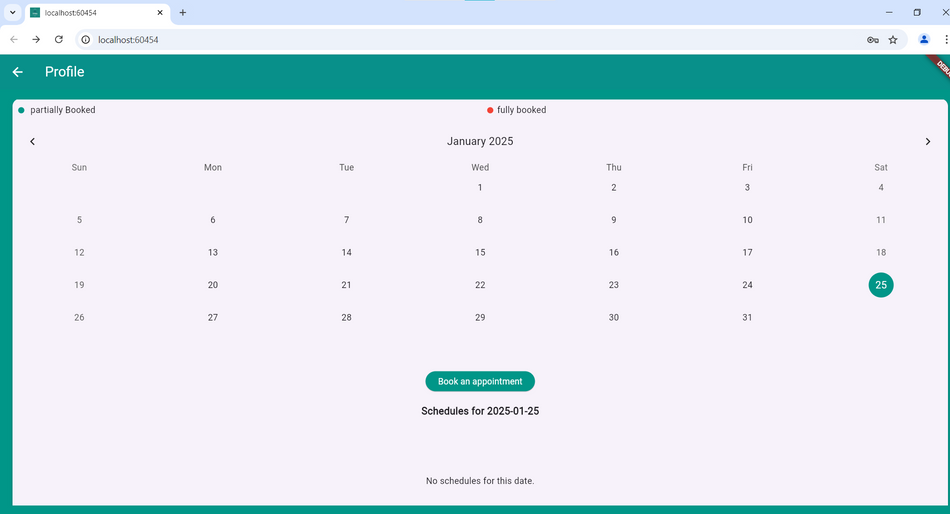 localhost:60454
localhost:60454
Profile
partially Booked
fully booked
January 2025
Sun Mon Tue Wed Thu Fri Sat
1 2 3 4
5 6 7 8 9 10 11
12 13 14 15 16 17 18
19 20 21 22 23 24 25
26 27 28 29 30 31
Book an appointment
Schedules for 2025-01-25
No schedules for this date.